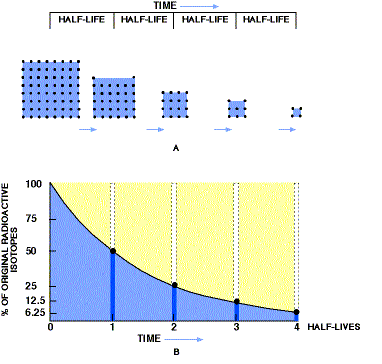 TIME
HALF-LIFE HALF-LIFE HALF-LIFE HALF-LIFE
A
% OF ORIGINAL RADIOACTIVE
ISOTOPES
100
75
50
25
12.5
6.25
0 1 2 3 4 HALF-LIVES
TIME
B